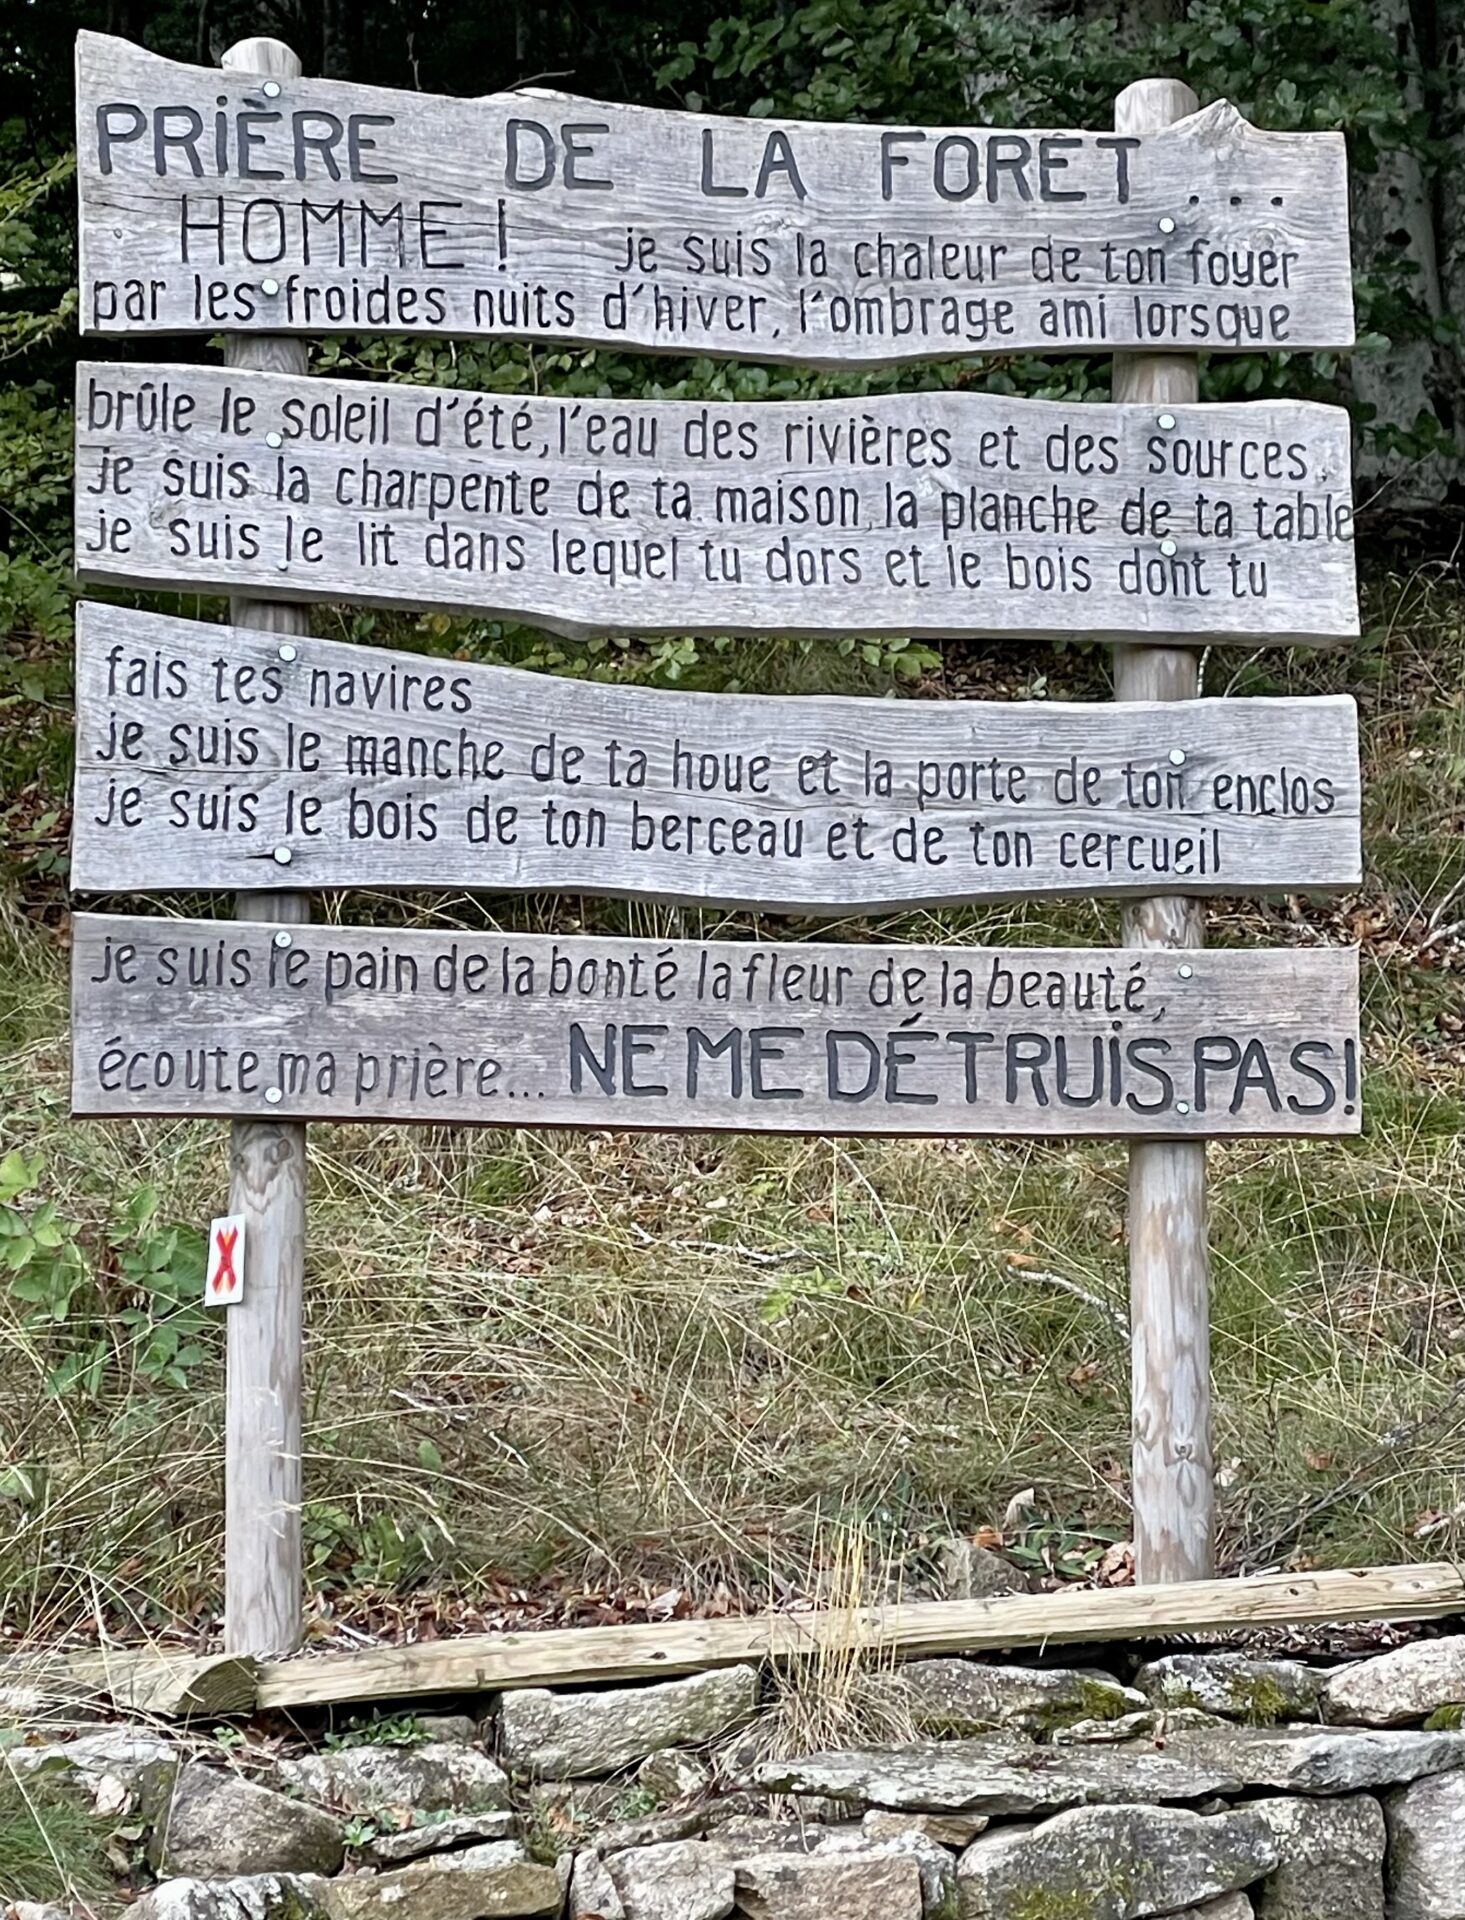 PRiÈRE DE LA FORET ...
HOMME ! je suis la chaleur de ton foyer
par les froides nuits d'hiver, l'ombrage ami lorsque
brûle le soleil d'été, l'eau des rivières et des sources.
je suis la charpente de ta maison, la planche de ta table
je suis le lit dans lequel tu dors et le bois dont tu
fais tes navires
je suis le manche de ta houe et la porte de ton enclos
je suis le bois de ton berceau et de ton cercueil
je suis le pain de la bonté la fleur de la beauté,
écoute ma prière... NE ME DÉTRUiS PAS!
X